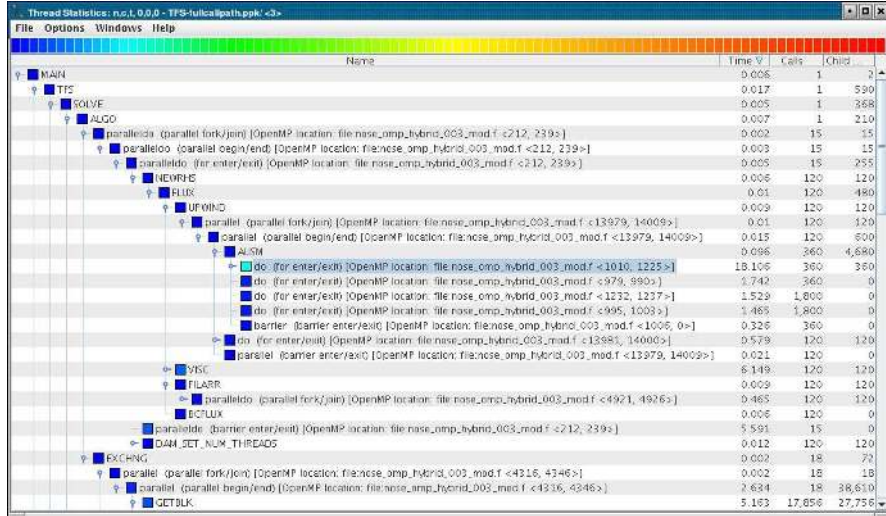 Thread Statistics: n,c,t, 0,0,0 - TFS-fullcallpath.ppk/ <3>
File Options Windows Help
Name Time Calls Child ...
MAIN 0.006 1 2
TFS 0.017 1 590
SOLVE 0.005 1 368
ALGO 0.007 1 210
paralleldo (parallel fork/join) [OpenMP location: file:nose_omp_hybrid_003_mod.f <212, 239>] 0.002 15 15
paralleldo (parallel begin/end) [OpenMP location: file:nose_omp_hybrid_003_mod.f <212, 239>] 0.003 15 15
paralleldo (for enter/exit) [OpenMP location: file:nose_omp_hybrid_003_mod.f <212, 239>] 0.005 15 255
NEWRHS 0.006 120 120
FLUX 0.01 120 480
UPWIND 0.009 120 120
parallel (parallel fork/join) [OpenMP location: file:nose_omp_hybrid_003_mod.f <13979, 14009>] 0.01 120 120
parallel (parallel begin/end) [OpenMP location: file:nose_omp_hybrid_003_mod.f <13979, 14009>] 0.015 120 600
AUSM 0.096 360 4,680
do (for enter/exit) [OpenMP location: file:nose_omp_hybrid_003_mod.f <1010, 1225>] 18.106 360 360
do (for enter/exit) [OpenMP location: file:nose_omp_hybrid_003_mod.f <979, 990>] 1.742 360 0
do (for enter/exit) [OpenMP location: file:nose_omp_hybrid_003_mod.f <1232, 1237>] 1.529 1,800 0
do (for enter/exit) [OpenMP location: file:nose_omp_hybrid_003_mod.f <995, 1003>] 1.465 1,800 0
barrier (barrier enter/exit) [OpenMP location: file:nose_omp_hybrid_003_mod.f <1006, 0>] 0.326 360 0
do (for enter/exit) [OpenMP location: file:nose_omp_hybrid_003_mod.f <13981, 14000>] 0.579 120 120
parallel (barrier enter/exit) [OpenMP location: file:nose_omp_hybrid_003_mod.f <13979, 14009>] 0.021 120 0
VISC 6.149 120 120
FILARR 0.009 120 120
paralleldo (parallel fork/join) [OpenMP location: file:nose_omp_hybrid_003_mod.f <4921, 4926>] 0.465 120 120
BCFLUX 0.006 120 0
paralleldo (barrier enter/exit) [OpenMP location: file:nose_omp_hybrid_003_mod.f <212, 239>] 5.591 15 0
DAM_SET_NUM_THREADS 0.012 120 120
EXCHNG 0.002 18 72
parallel (parallel fork/join) [OpenMP location: file:nose_omp_hybrid_003_mod.f <4316, 4346>] 0.002 18 18
parallel (parallel begin/end) [OpenMP location: file:nose_omp_hybrid_003_mod.f <4316, 4346>] 2.634 18 38,610
GETBLK 5.163 17,856 27,756